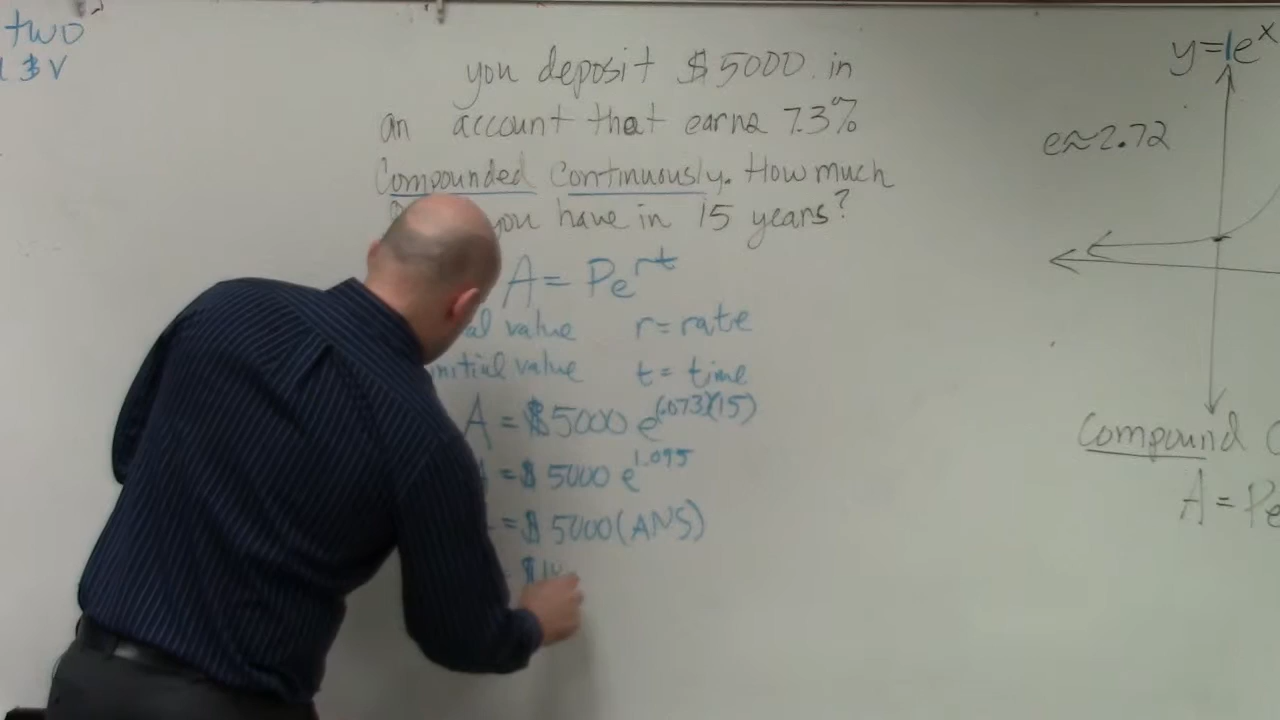 two
you deposit $5000 in
an account that earns 7.3%
Compounded Continuously. How much
you have in 15 years?
A = Pe^rt
value r = rate
initial value t = time
A = $5000 e^(.073)(15)
= $5000 e^1.095
= $5000(ANS)
= $
y=1e^x
e≈2.72
Compound
A = Pe